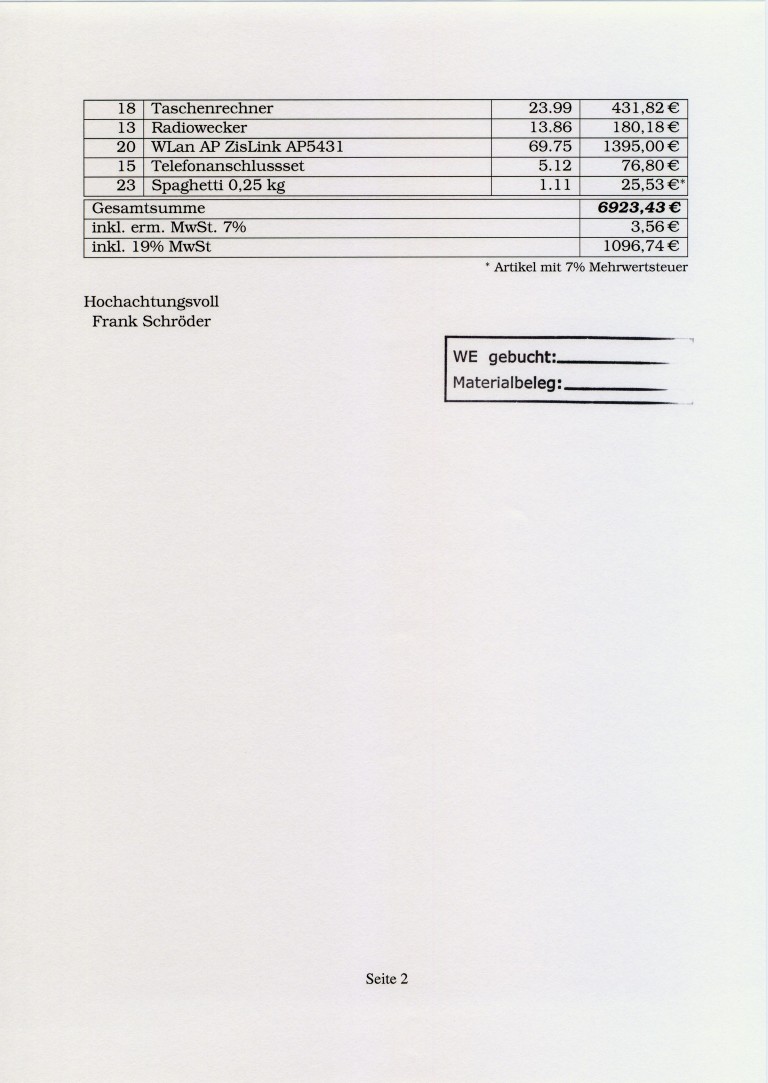 18 Taschenrechner 23.99 431,82 €
13 Radiowecker 13.86 180,18 €
20 WLan AP ZisLink AP5431 69.75 1395,00 €
15 Telefonanschlussset 5.12 76,80 €
23 Spaghetti 0,25 kg 1.11 25,53 €*
Gesamtsumme 6923,43 €
inkl. erm. MwSt. 7% 3,56 €
inkl. 19% MwSt 1096,74 €
* Artikel mit 7% Mehrwertsteuer
Hochachtungsvoll
Frank Schröder
WE gebucht:
Materialbeleg:
Seite 2